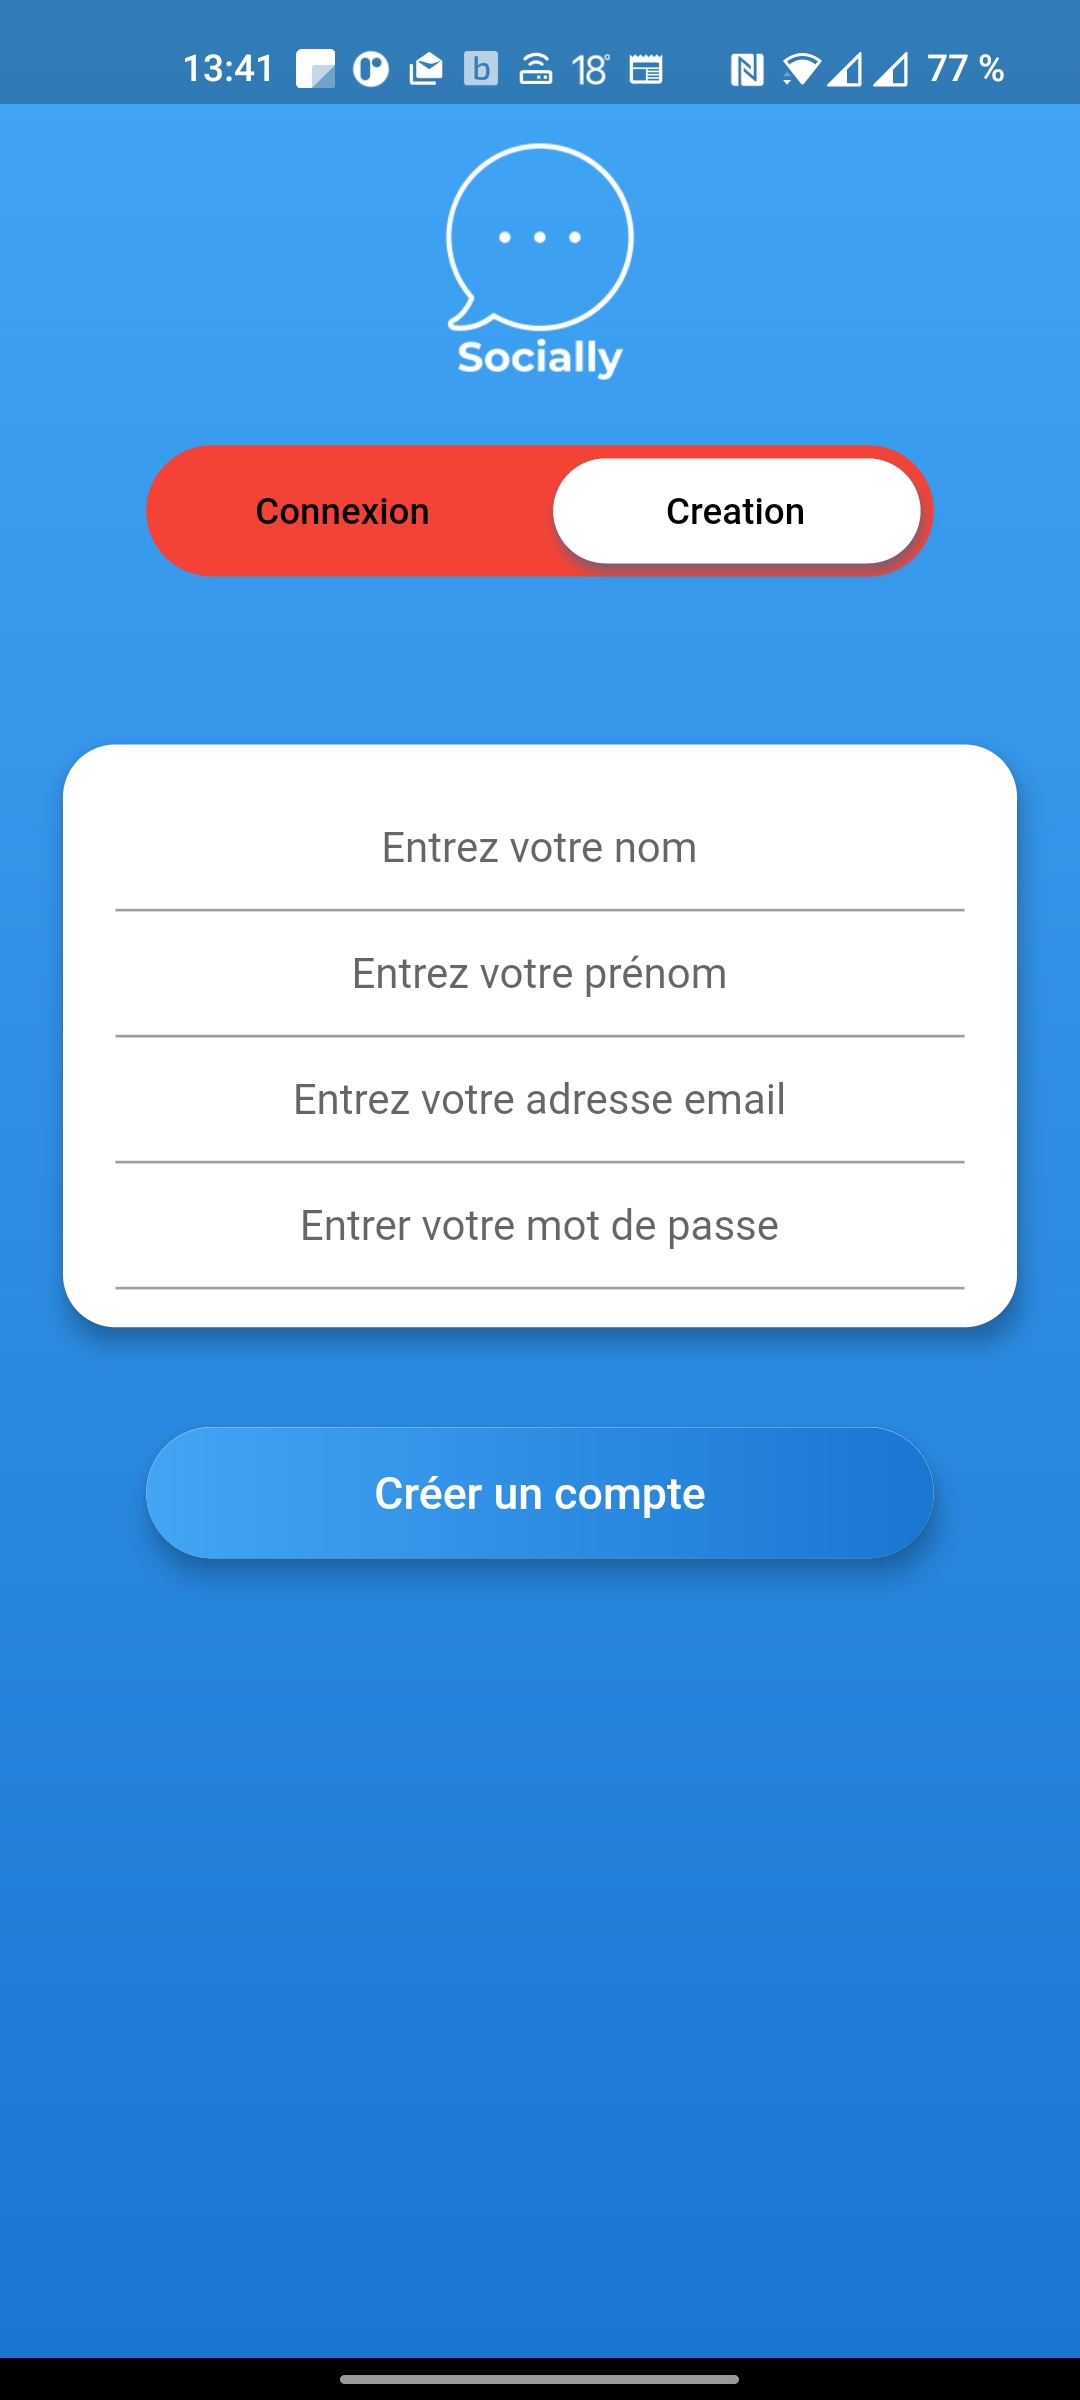 13:41 b 18° 77 %
Socially
Connexion Creation
Entrez votre nom
Entrez votre prénom
Entrez votre adresse email
Entrer votre mot de passe
Créer un compte